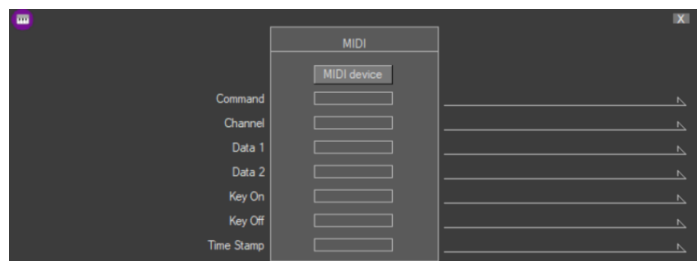 X
MIDI
MIDI device
Command
Channel
Data 1
Data 2
Key On
Key Off
Time Stamp